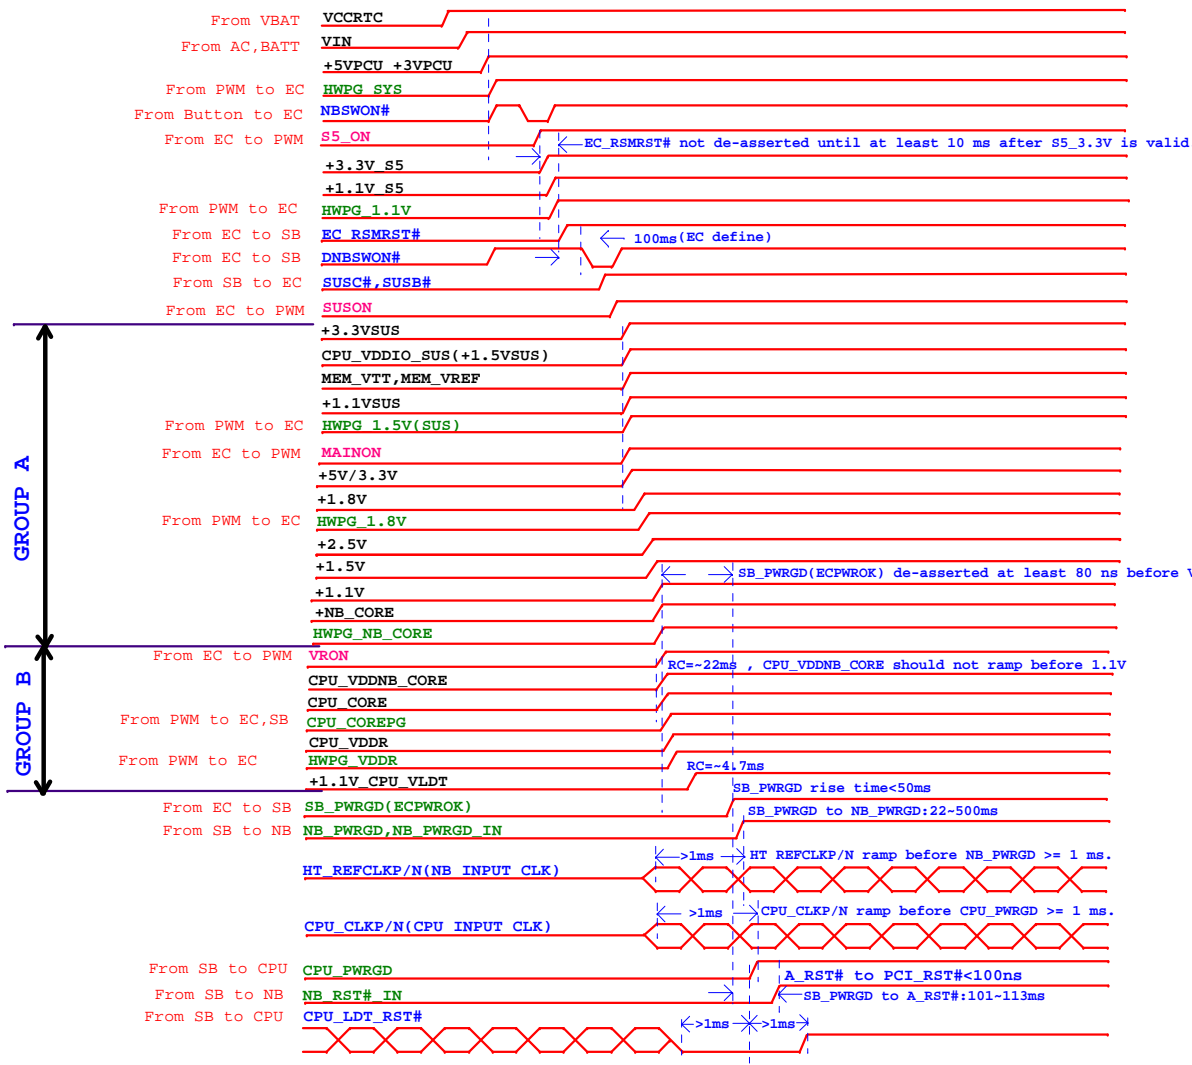 From VBAT VCCRTC
From AC,BATT VIN
+5VPCU +3VPCU
From PWM to EC HWPG_SYS
From Button to EC NBSWON#
From EC to PWM S5_ON
EC_RSMRST# not de-asserted until at least 10 ms after S5_3.3V is valid
+3.3V_S5
+1.1V_S5
From PWM to EC HWPG_1.1V
From EC to SB EC_RSMRST#
100ms(EC define)
From EC to SB DNBSWON#
From SB to EC SUSC#,SUSB#
From EC to PWM SUSON
+3.3VSUS
CPU_VDDIO_SUS(+1.5VSUS)
MEM_VTT,MEM_VREF
+1.1VSUS
From PWM to EC HWPG_1.5V(SUS)
From EC to PWM MAINON
+5V/3.3V
+1.8V
From PWM to EC HWPG_1.8V
GROUP A
+2.5V
+1.5V
SB_PWRGD(ECPWROK) de-asserted at least 80 ns before
+1.1V
+NB_CORE
HWPG_NB_CORE
From EC to PWM VRON
RC=~22ms , CPU_VDDNB_CORE should not ramp before 1.1V
CPU_VDDNB_CORE
CPU_CORE
From PWM to EC,SB CPU_COREPG
GROUP B
CPU_VDDR
From PWM to EC HWPG_VDDR
RC=~4.7ms
+1.1V_CPU_VLDT
SB_PWRGD rise time<50ms
From EC to SB SB_PWRGD(ECPWROK)
SB_PWRGD to NB_PWRGD:22~500ms
From SB to NB NB_PWRGD,NB_PWRGD_IN
>1ms HT REFCLKP/N ramp before NB_PWRGD >= 1 ms.
HT_REFCLKP/N(NB INPUT CLK)
>1ms CPU_CLKP/N ramp before CPU_PWRGD >= 1 ms.
CPU_CLKP/N(CPU INPUT CLK)
From SB to CPU CPU_PWRGD
A_RST# to PCI_RST#<100ns
From SB to NB NB_RST#_IN
SB_PWRGD to A_RST#:101~113ms
From SB to CPU CPU_LDT_RST#
>1ms >1ms